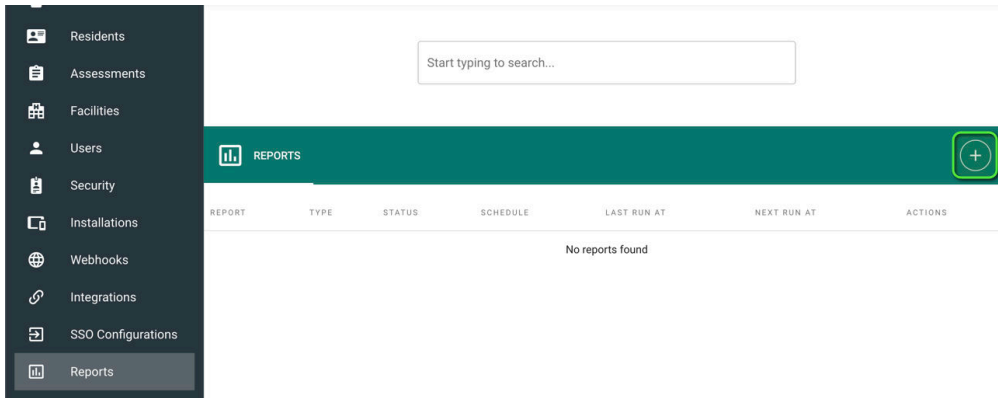 Residents
Assessments
Facilities
Users
Security
Installations
Webhooks
Integrations
SSO Configurations
Reports
Start typing to search...
REPORTS
REPORT TYPE STATUS SCHEDULE LAST RUN AT NEXT RUN AT ACTIONS
No reports found